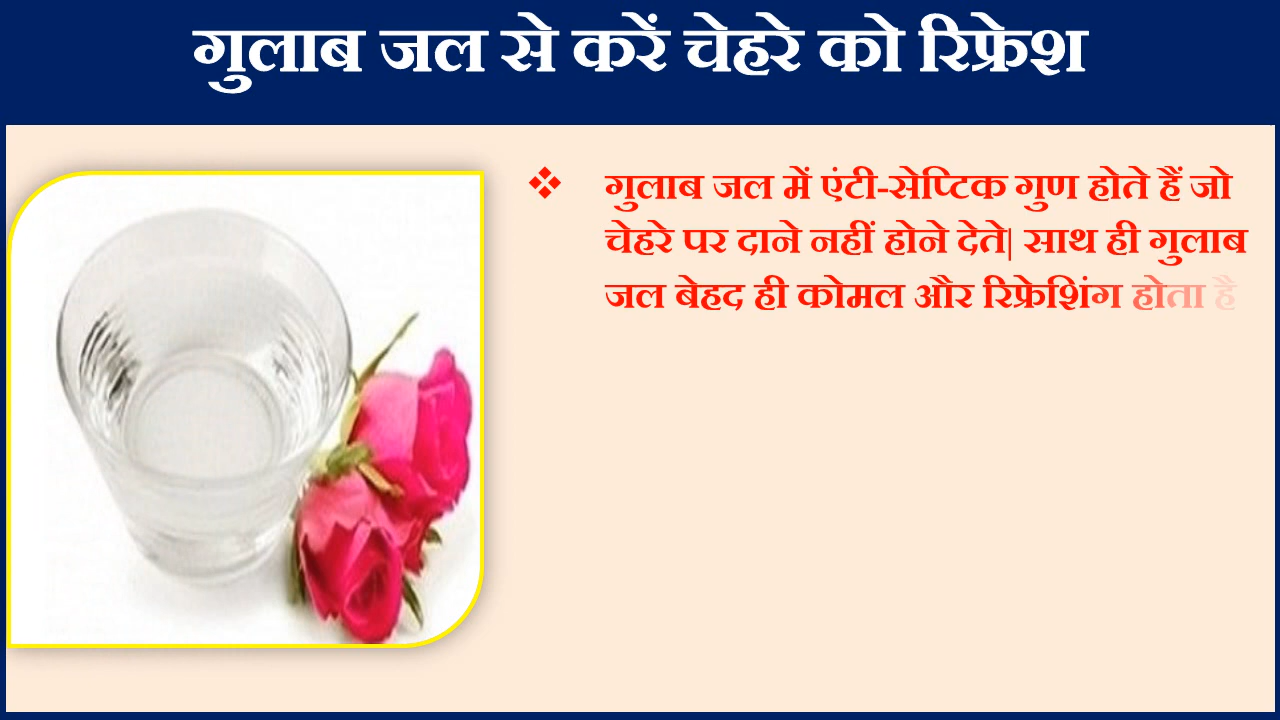 गुलाब जल से करें चेहरे को रिफ्रेश
गुलाब जल में एंटी-सेप्टिक गुण होते हैं जो
चेहरे पर दाने नहीं होने देते| साथ ही गुलाब
जल बेहद ही कोमल और रिफ्रेशिंग होता है